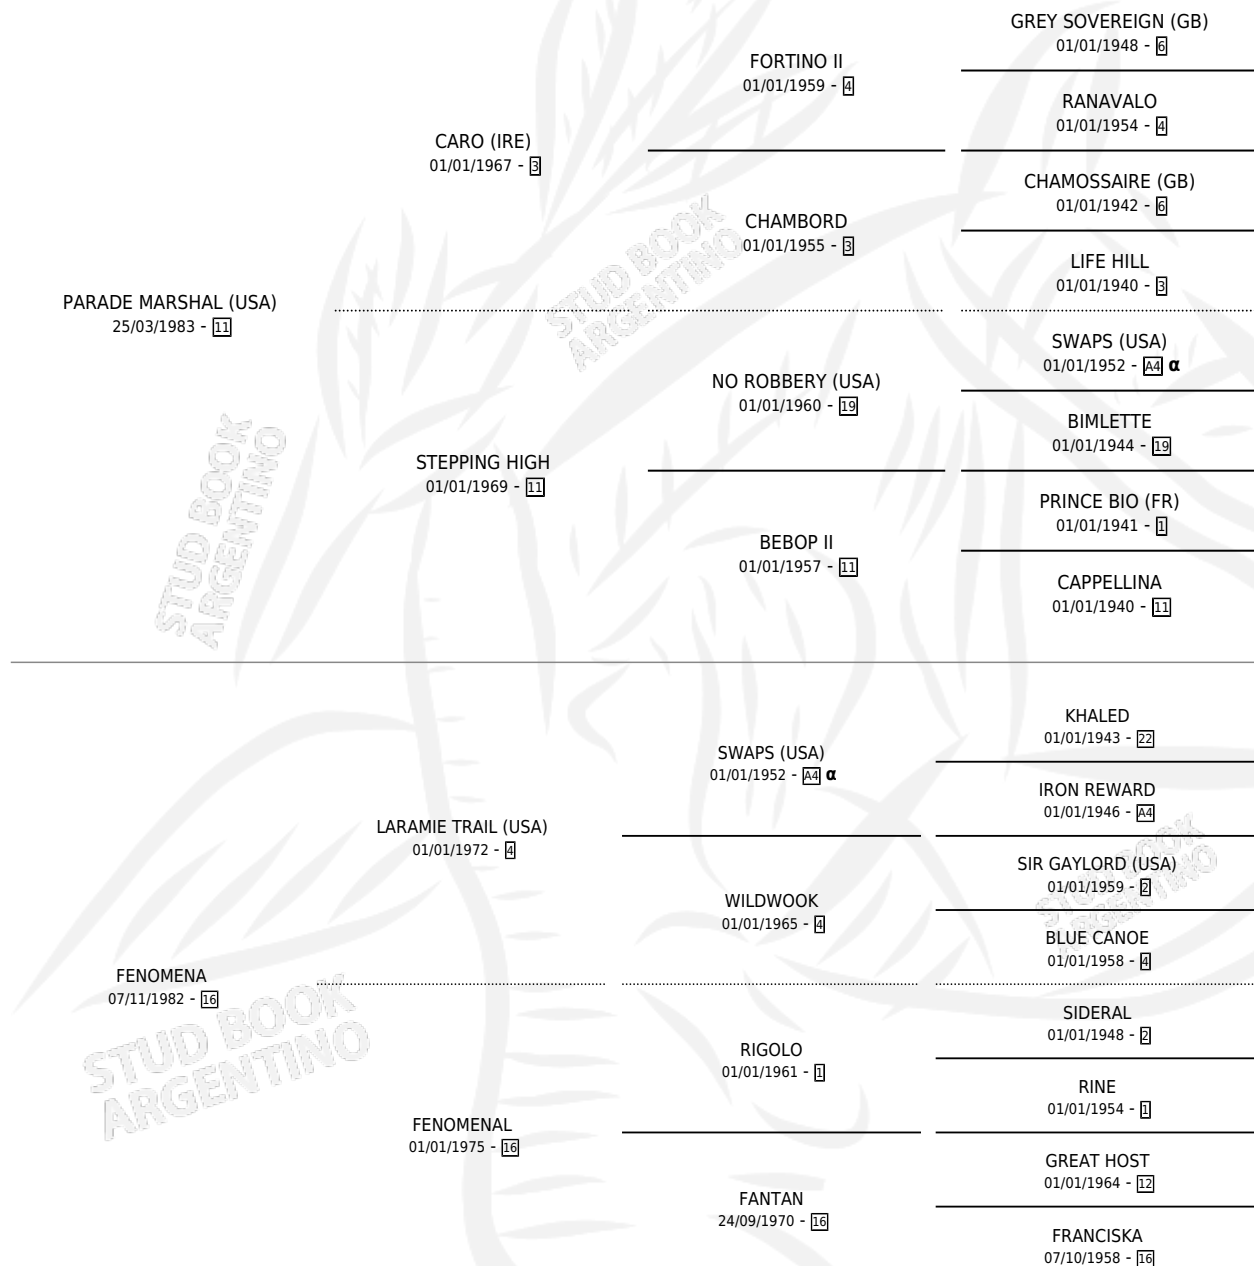 GREY SOVEREIGN (GB)
01/01/1948 - 6
FORTINO II
01/01/1959 - 4
RANAVALO
01/01/1954 - 4
CARO (IRE)
01/01/1967 - 3
CHAMOSSAIRE (GB)
01/01/1942 - 6
CHAMBORD
01/01/1955 - 3
LIFE HILL
01/01/1940 - 3
PARADE MARSHAL (USA)
25/03/1983 - 11
SWAPS (USA)
01/01/1952 - A4 α
NO ROBBERY (USA)
01/01/1960 - 19
BIMLETTE
01/01/1944 - 19
STEPPING HIGH
01/01/1969 - 11
PRINCE BIO (FR)
01/01/1941 - 1
BEBOP II
01/01/1957 - 11
CAPPELLINA
01/01/1940 - 11
KHALED
01/01/1943 - 22
SWAPS (USA)
01/01/1952 - A4 α
IRON REWARD
01/01/1946 - A4
LARAMIE TRAIL (USA)
01/01/1972 - 4
SIR GAYLORD (USA)
01/01/1959 - 2
WILDWOOK
01/01/1965 - 4
BLUE CANOE
01/01/1958 - 4
FENOMENA
07/11/1982 - 16
SIDERAL
01/01/1948 - 2
RIGOLO
01/01/1961 - 1
RINE
01/01/1954 - 1
FENOMENAL
01/01/1975 - 16
GREAT HOST
01/01/1964 - 12
FANTAN
24/09/1970 - 16
FRANCISKA
07/10/1958 - 16
STUD BOOK
ARGENTINO
STUD BOOK
ARGENTINO
STUD BOOK
ARGENTINO
STUD BOOK
ARGENTINO